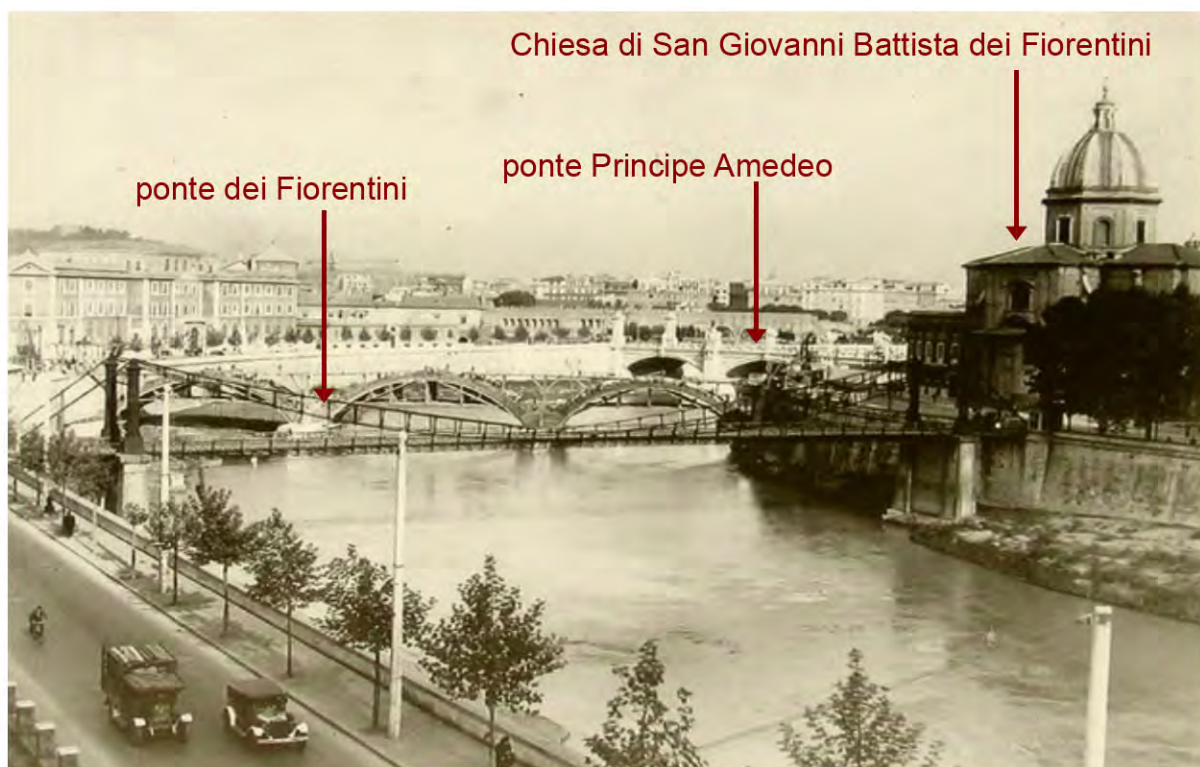 Chiesa di San Giovanni Battista dei Fiorentini
ponte Principe Amedeo
ponte dei Fiorentini